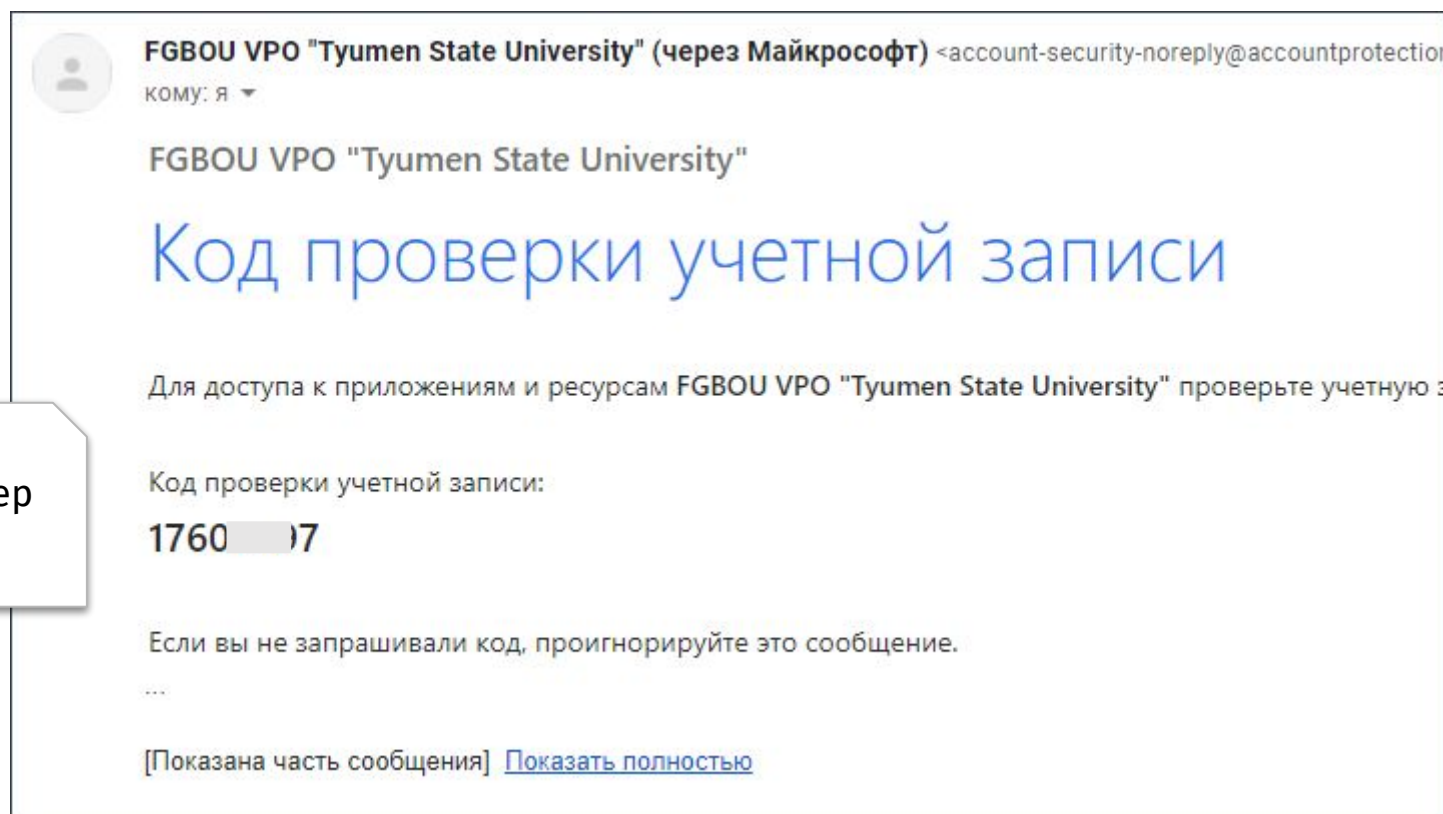 FGBOU VPO "Tyumen State University" (через Майкрософт) <account-security-noreply@accountprotection
кому: я
FGBOU VPO "Tyumen State University"
Код проверки учетной записи
Для доступа к приложениям и ресурсам FGBOU VPO "Tyumen State University" проверьте учетную
ер
Код проверки учетной записи:
1760 97
Если вы не запрашивали код, проигнорируйте это сообщение.
...
[Показана часть сообщения] Показать полностью